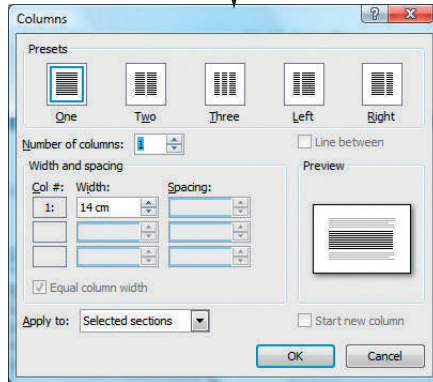 Columns
Presets
One Two Three Left Right
Number of columns: 1 Line between
Width and spacing Preview
Col #: Width: Spacing:
1: 14 cm
Equal column width
Apply to: Selected sections Start new column
OK Cancel